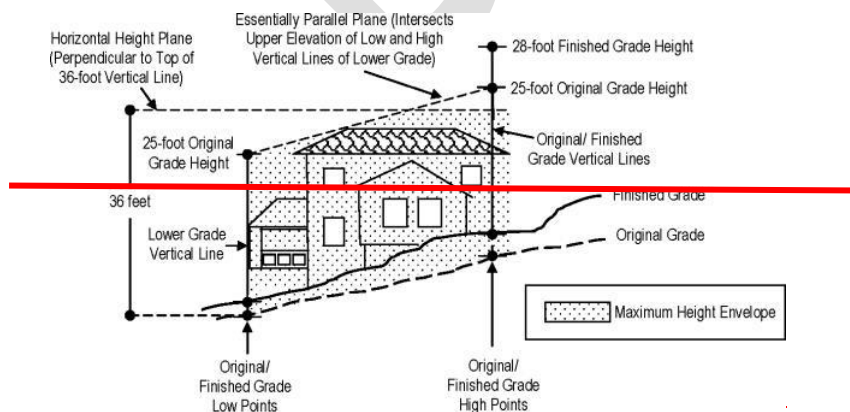 Essentially Parallel Plane (Intersects
Upper Elevation of Low and High
Vertical Lines of Lower Grade)
Horizontal Height Plane
(Perpendicular to Top of
36-foot Vertical Line)
28-foot Finished Grade Height
25-foot Original Grade Height
25-foot Original
Grade Height
Original/ Finished
Grade Vertical Lines
36 feet
Finished Grade
Lower Grade
Vertical Line
Original Grade
Maximum Height Envelope
Original/
Finished Grade
Low Points
Original/
Finished Grade
High Points